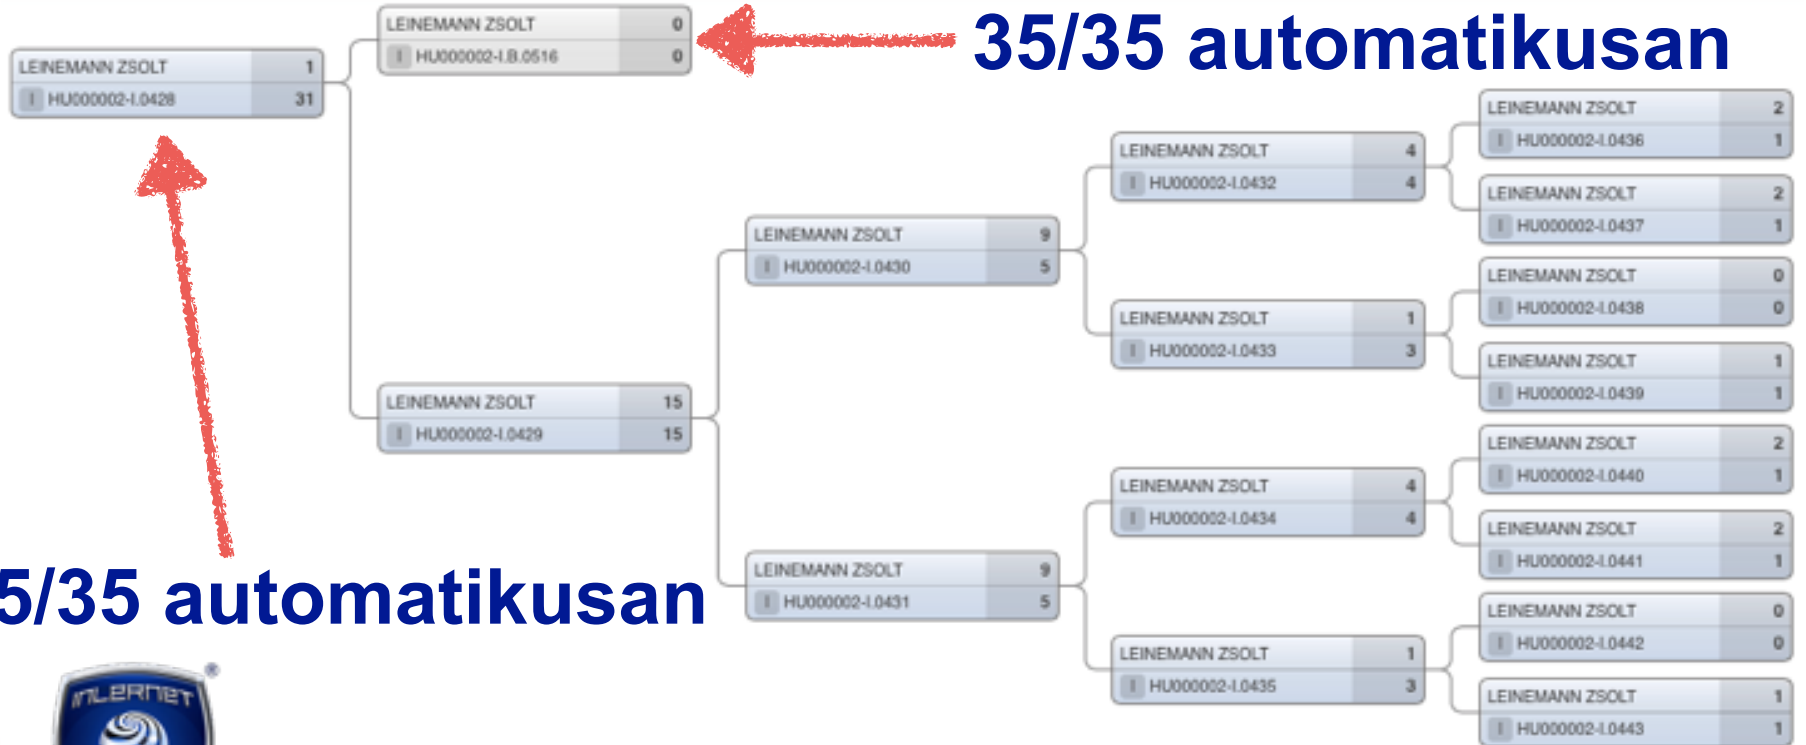 LEINEMANN ZSOLT 0
I HU000002-I.B.0516 0
35/35 automatikusan
LEINEMANN ZSOLT 1
I HU000002-I.0428 31
LEINEMANN ZSOLT 2
I HU000002-I.0436 1
LEINEMANN ZSOLT 4
I HU000002-I.0432 4
LEINEMANN ZSOLT 2
I HU000002-I.0437 1
LEINEMANN ZSOLT 9
I HU000002-I.0430 5
LEINEMANN ZSOLT 0
I HU000002-I.0438 0
LEINEMANN ZSOLT 1
I HU000002-I.0433 3
LEINEMANN ZSOLT 1
I HU000002-I.0439 1
LEINEMANN ZSOLT 15
I HU000002-I.0429 15
LEINEMANN ZSOLT 2
I HU000002-I.0440 1
LEINEMANN ZSOLT 4
I HU000002-I.0434 4
LEINEMANN ZSOLT 2
I HU000002-I.0441 1
LEINEMANN ZSOLT 9
I HU000002-I.0431 5
5/35 automatikusan
LEINEMANN ZSOLT 0
I HU000002-I.0442 0
LEINEMANN ZSOLT 1
I HU000002-I.0435 3
LEINEMANN ZSOLT 1
I HU000002-I.0443 1
INLERNET ®